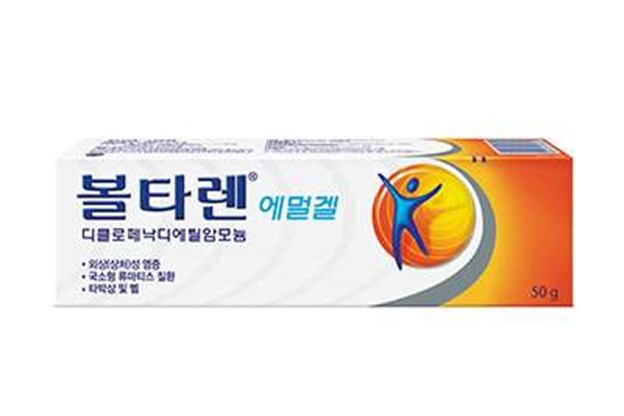 볼타렌® 에멀겔
디클로페낙디에틸암모늄
• 외상(상처)성 염증
• 국소형 류마티스 질환
• 타박상 및 삠
50 g